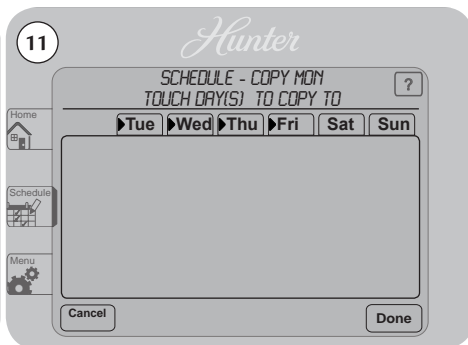 11
Hunter
SCHEDULE - COPY MON
TOUCH DAY(S) TO COPY TO
?
Home
Tue Wed Thu Fri Sat Sun
Schedule
Menu
Cancel
Done